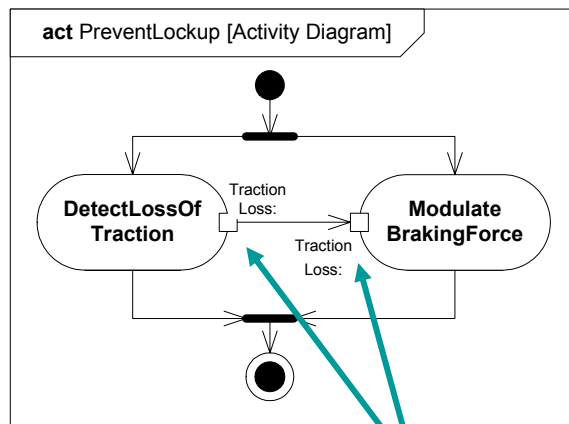 act PreventLockup [Activity Diagram]
DetectLossOf
Traction
Traction
Loss:
Traction
Loss:
Modulate
BrakingForce